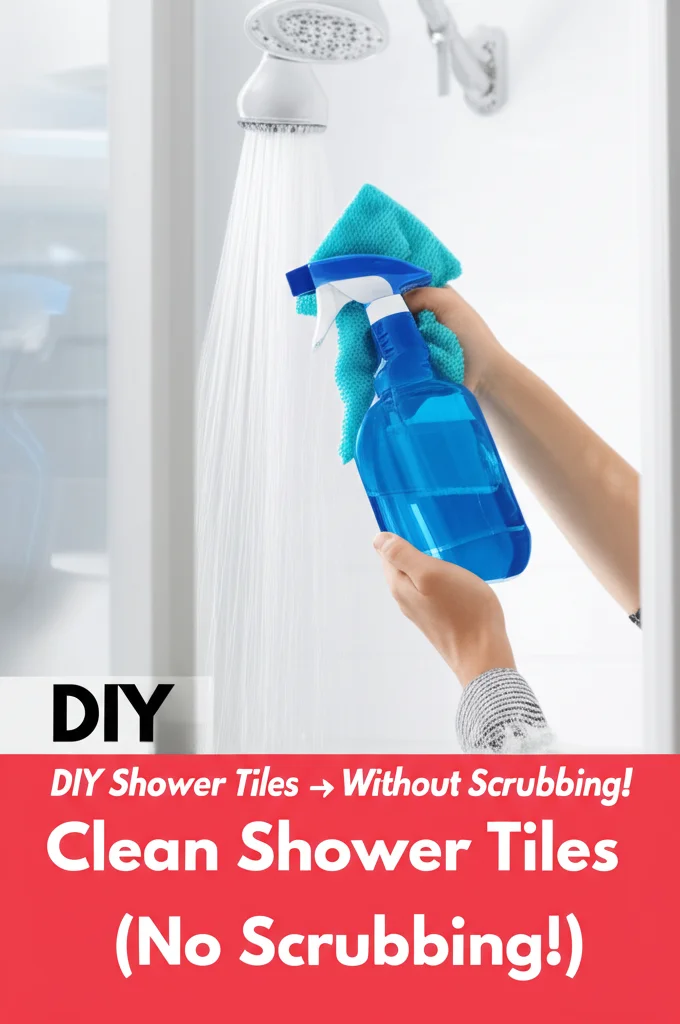 DIY
DIY Shower Tiles → Without Scrubbing!
Clean Shower Tiles
(No Scrubbing!)